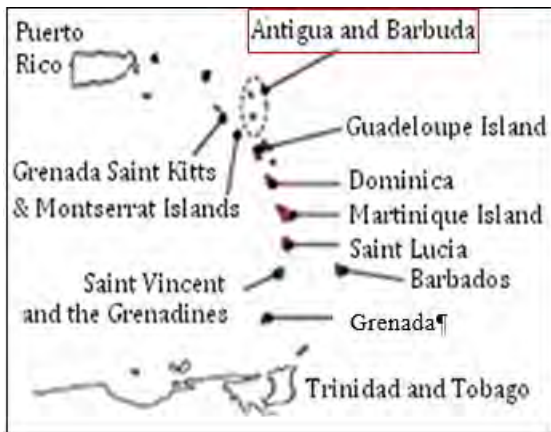 Puerto
Rico
Antigua and Barbuda
Guadeloupe Island
Grenada Saint Kitts
& Montserrat Islands
Dominica
Martinique Island
Saint Lucia
Saint Vincent
and the Grenadines
Barbados
Grenada¶
Trinidad and Tobago